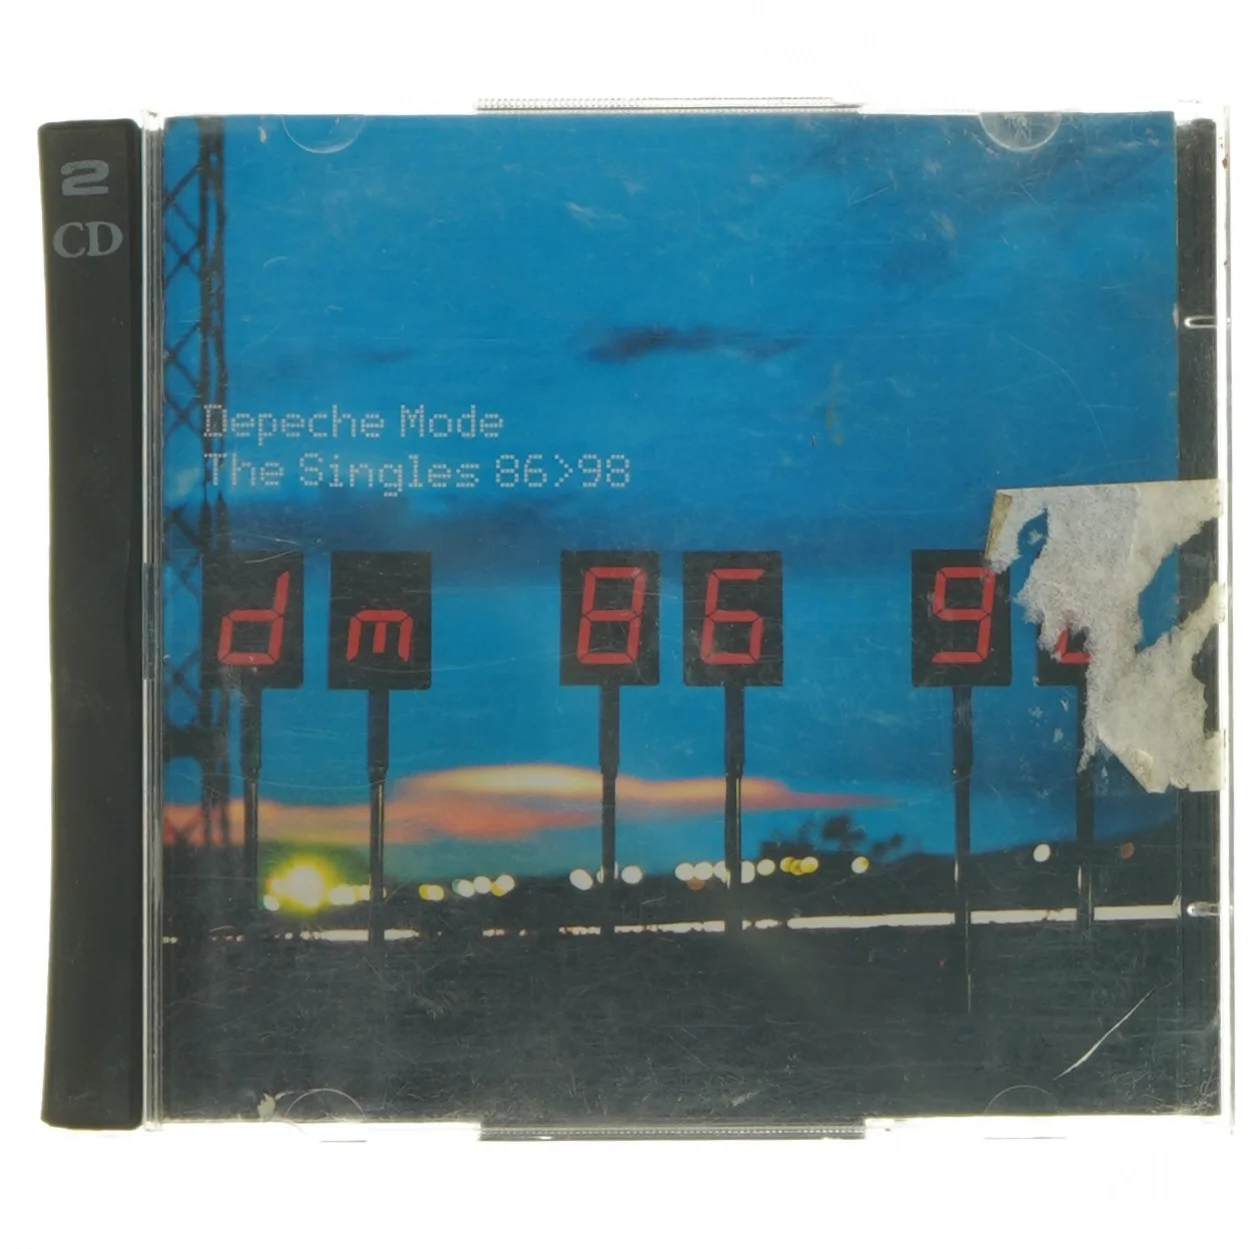 2
CD
Depeche Mode
The Singles 86>98
dm 86 9